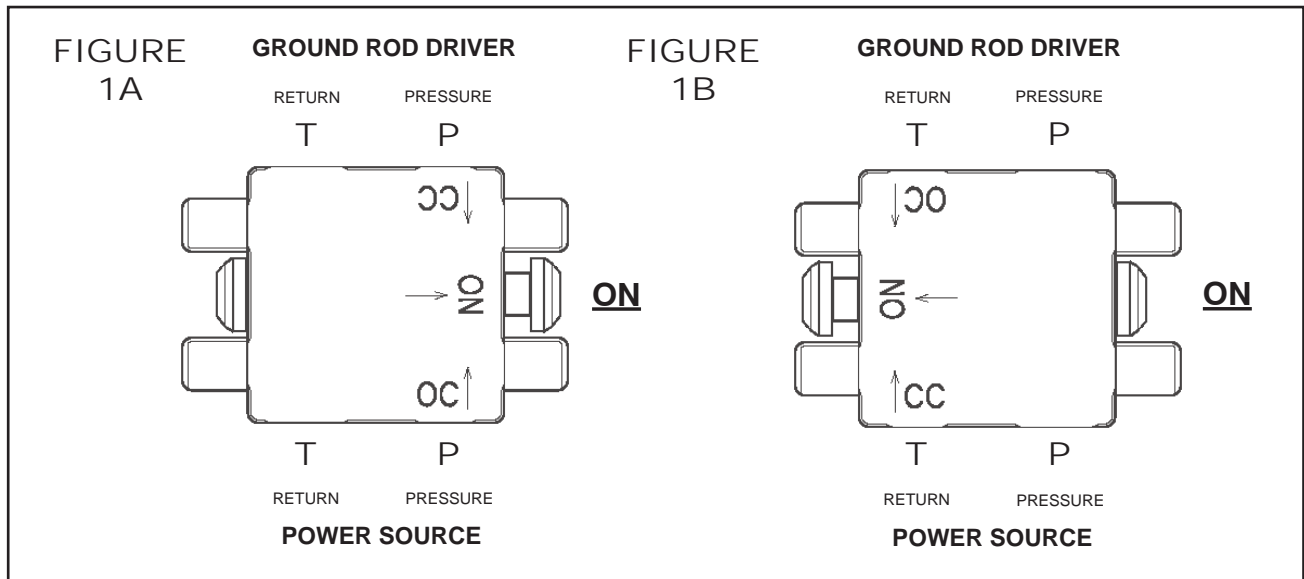 FIGURE
1A
GROUND ROD DRIVER
RETURN PRESSURE
T P
CC
ON
ON
OC
T P
RETURN PRESSURE
POWER SOURCE
FIGURE
1B
GROUND ROD DRIVER
RETURN PRESSURE
T P
OC
ON
ON
CC
T P
RETURN PRESSURE
POWER SOURCE